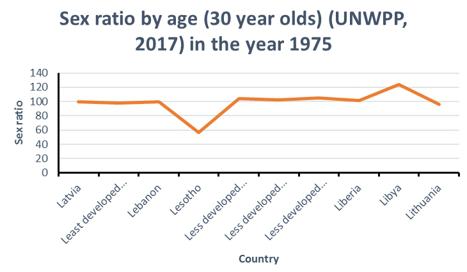 Sex ratio by age (30 year olds) (UNWPP,
2017) in the year 1975
140
120
100
80
60
40
20
0
Sex ratio
Latvia
Least developed…
Lebanon
Lesotho
Less developed…
Less developed…
Less developed…
Liberia
Libya
Lithuania
Country